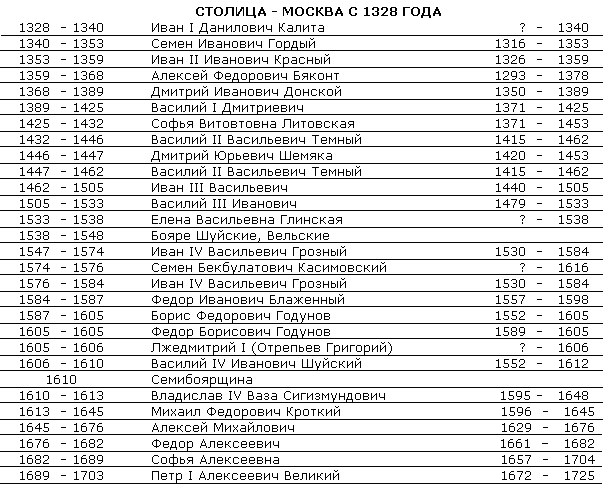 СТОЛИЦА - МОСКВА С 1328 ГОДА
1328 - 1340 Иван I Данилович Калита ? - 1340
1340 - 1353 Семен Иванович Гордый 1316 - 1353
1353 - 1359 Иван II Иванович Красный 1326 - 1359
1359 - 1368 Алексей Федорович Бяконт 1293 - 1378
1368 - 1389 Дмитрий Иванович Донской 1350 - 1389
1389 - 1425 Василий I Дмитриевич 1371 - 1425
1425 - 1432 Софья Витовтовна Литовская 1371 - 1453
1432 - 1446 Василий II Васильевич Темный 1415 - 1462
1446 - 1447 Дмитрий Юрьевич Шемяка 1420 - 1453
1447 - 1462 Василий II Васильевич Темный 1415 - 1462
1462 - 1505 Иван III Васильевич 1440 - 1505
1505 - 1533 Василий III Иванович 1479 - 1533
1533 - 1538 Елена Васильевна Глинская ? - 1538
1538 - 1548 Бояре Шуйские, Вельские
1547 - 1574 Иван IV Васильевич Грозный 1530 - 1584
1574 - 1576 Семен Бекбулатович Касимовский ? - 1616
1576 - 1584 Иван IV Васильевич Грозный 1530 - 1584
1584 - 1587 Федор Иванович Блаженный 1557 - 1598
1587 - 1605 Борис Федорович Годунов 1552 - 1605
1605 - 1605 Федор Борисович Годунов 1589 - 1605
1605 - 1606 Лжедмитрий I (Отрепьев Григорий) ? - 1606
1606 - 1610 Василий IV Иванович Шуйский 1552 - 1612
1610 Семибоярщина
1610 - 1613 Владислав IV Ваза Сигизмундович 1595 - 1648
1613 - 1645 Михаил Федорович Кроткий 1596 - 1645
1645 - 1676 Алексей Михайлович 1629 - 1676
1676 - 1682 Федор Алексеевич 1661 - 1682
1682 - 1689 Софья Алексеевна 1657 - 1704
1689 - 1703 Петр I Алексеевич Великий 1672 - 1725